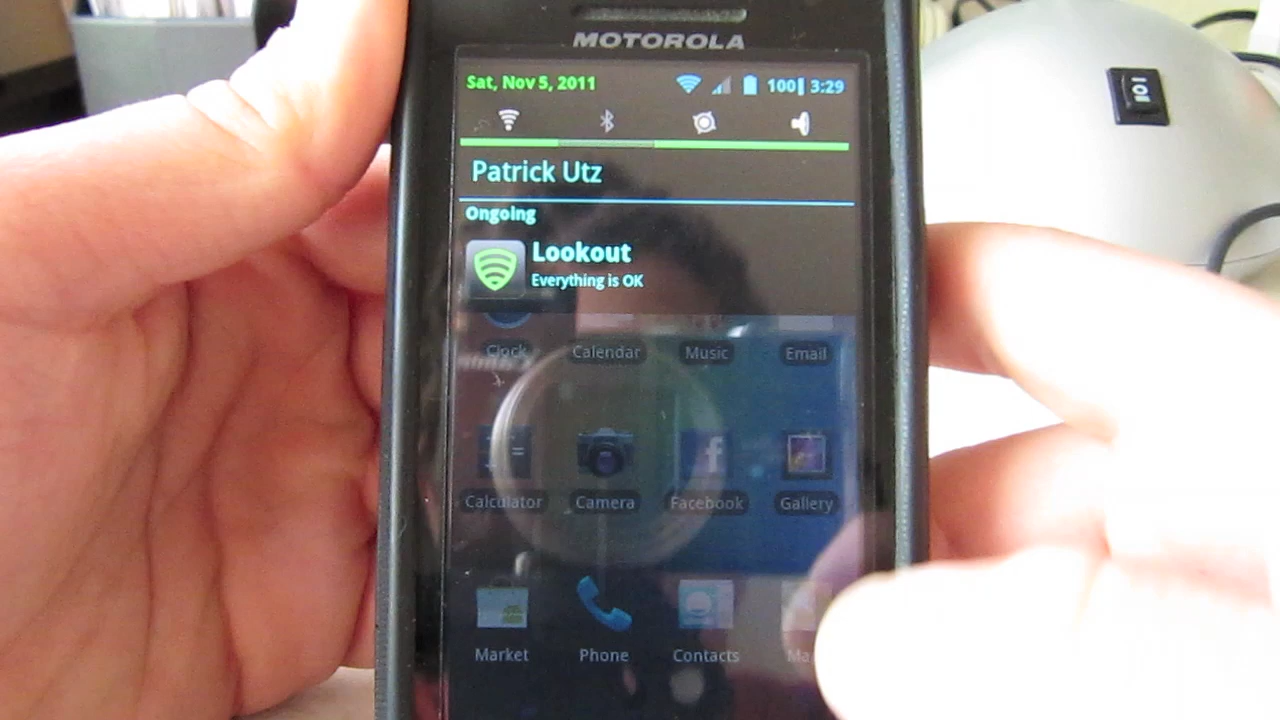 MOTOROLA
Sat, Nov 5, 2011 100 3:29
Patrick Utz
Ongoing
Lookout
Everything is OK
Clock Calendar Music Email
Calculator Camera Facebook Gallery
Market Phone Contacts